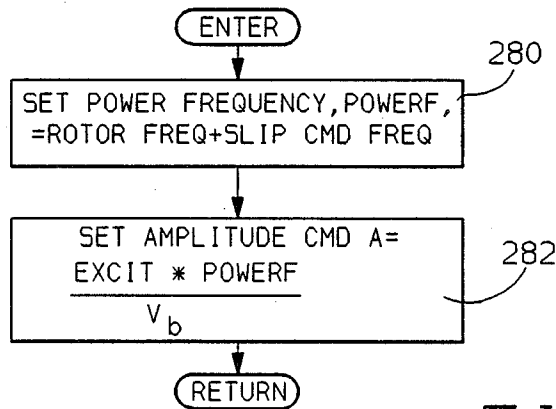 ENTER
280
SET POWER FREQUENCY, POWERF,
=ROTOR FREQ+SLIP CMD FREQ
SET AMPLITUDE CMD A=
EXCIT * POWERF
V_b
282
RETURN